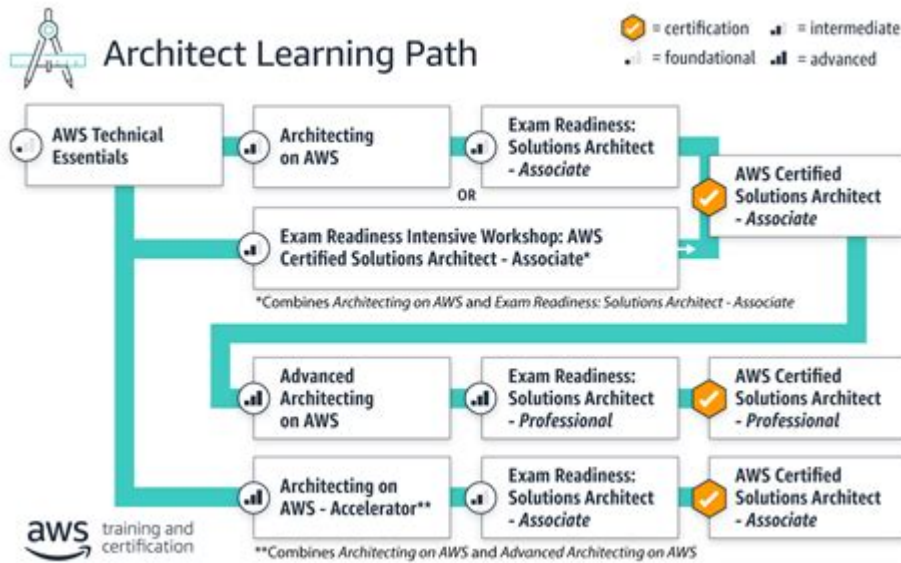 Architect Learning Path
= certification
= intermediate
= foundational
= advanced
AWS Technical
Essentials
Architecting
on AWS
Exam Readiness:
Solutions Architect
- Associate
OR
Exam Readiness Intensive Workshop: AWS
Certified Solutions Architect - Associate*
AWS Certified
Solutions Architect
- Associate
*Combines Architecting on AWS and Exam Readiness: Solutions Architect - Associate
Advanced
Architecting
on AWS
Exam Readiness:
Solutions Architect
- Professional
AWS Certified
Solutions Architect
- Professional
Architecting on
AWS - Accelerator**
Exam Readiness:
Solutions Architect
- Associate
AWS Certified
Solutions Architect
- Associate
**Combines Architecting on AWS and Advanced Architecting on AWS
aws
training and
certification